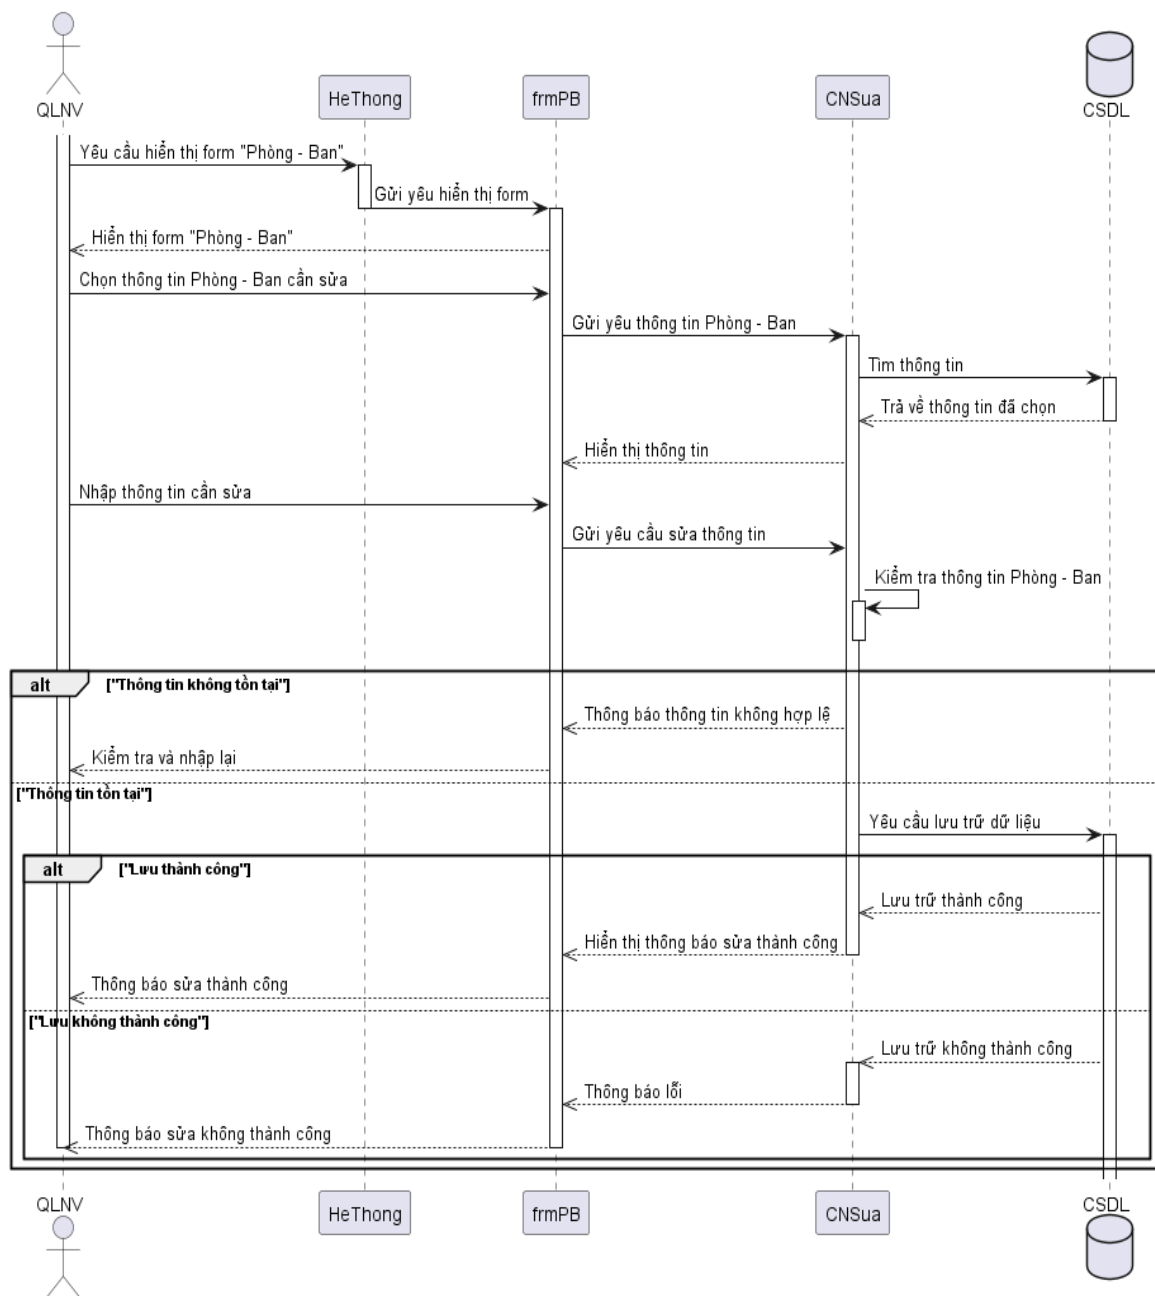 QLNV
HeThong
frmPB
CNSua
CSDL
Yêu cầu hiển thị form "Phòng - Ban"
Gửi yêu hiển thị form
Hiển thị form "Phòng - Ban"
Chọn thông tin Phòng - Ban cần sửa
Gửi yêu thông tin Phòng - Ban
Tìm thông tin
Trả về thông tin đã chọn
Hiển thị thông tin
Nhập thông tin cần sửa
Gửi yêu cầu sửa thông tin
Kiểm tra thông tin Phòng - Ban
alt ["Thông tin không tồn tại"]
Thông báo thông tin không hợp lệ
Kiểm tra và nhập lại
["Thông tin tồn tại"]
Yêu cầu lưu trữ dữ liệu
alt ["Lưu thành công"]
Lưu trữ thành công
Hiển thị thông báo sửa thành công
Thông báo sửa thành công
["Lưu không thành công"]
Lưu trữ không thành công
Thông báo lỗi
Thông báo sửa không thành công
QLNV
HeThong
frmPB
CNSua
CSDL